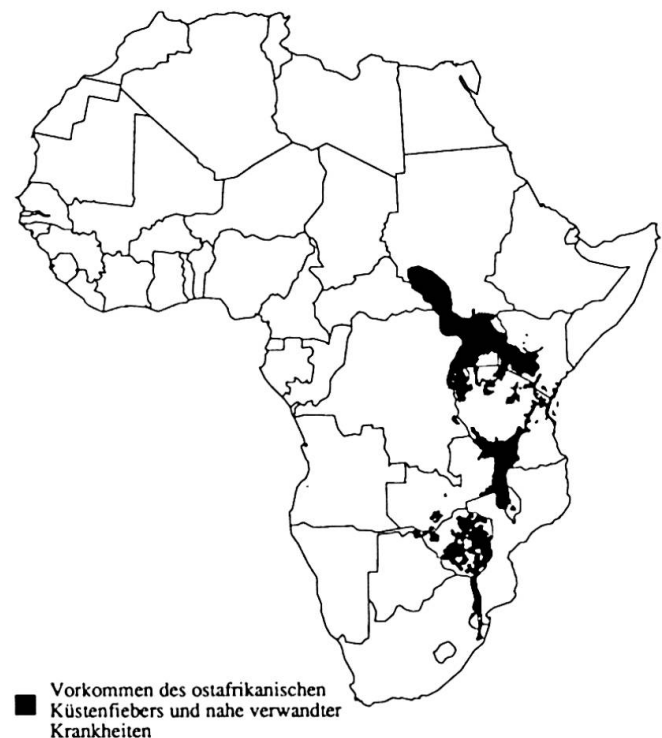 Vorkommen des ostafrikanischen
Küstenfiebers und nahe verwandter
Krankheiten